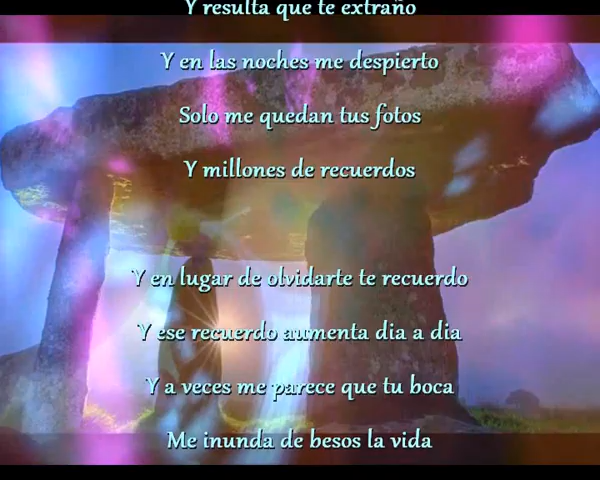 Y resulta que te extraño
Y en las noches me despierto
Solo me quedan tus fotos
Y millones de recuerdos
Y en lugar de olvidarte te recuerdo
Y ese recuerdo aumenta dia a dia
Y a veces me parece que tu boca
Me inunda de besos la vida